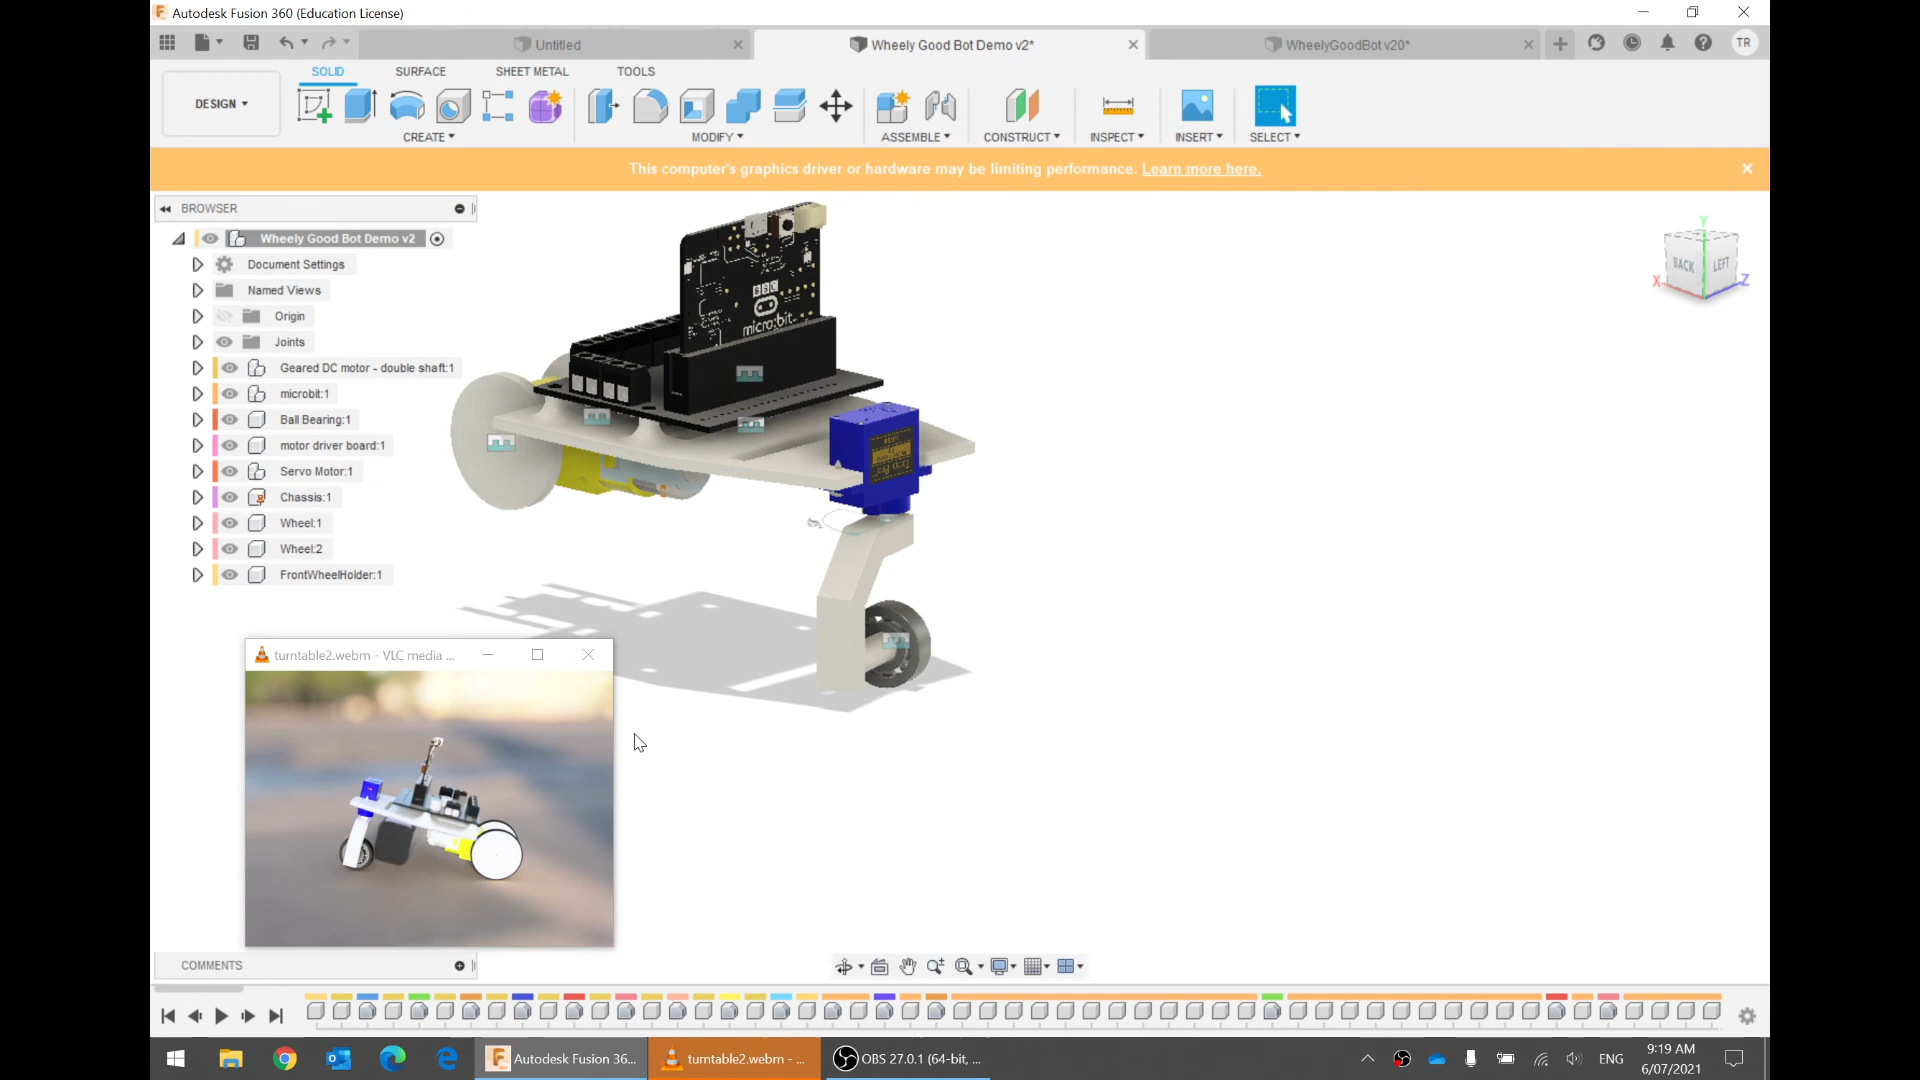 Autodesk Fusion 360 (Education License)
Untitled
Wheely Good Bot Demo v2*
WheelyGoodBot v20*
TR
SOLID
SURFACE
SHEET METAL
TOOLS
DESIGN
CREATE
MODIFY
ASSEMBLE
CONSTRUCT
INSPECT
INSERT
SELECT
This computer's graphics driver or hardware may be limiting performance. Learn more here.
BROWSER
Wheely Good Bot Demo v2
Document Settings
Named Views
Origin
Joints
Geared DC motor - double shaft:1
microbit:1
Ball Bearing:1
motor driver board:1
Servo Motor:1
Chassis:1
Wheel:1
Wheel:2
FrontWheelHolder:1
BBC
micro:bit
Y
BACK
LEFT
X
Z
turntable2.webm - VLC media ...
COMMENTS
Autodesk Fusion 36...
turntable2.webm - ...
OBS 27.0.1 (64-bit, ...
ENG
9:19 AM
6/07/2021